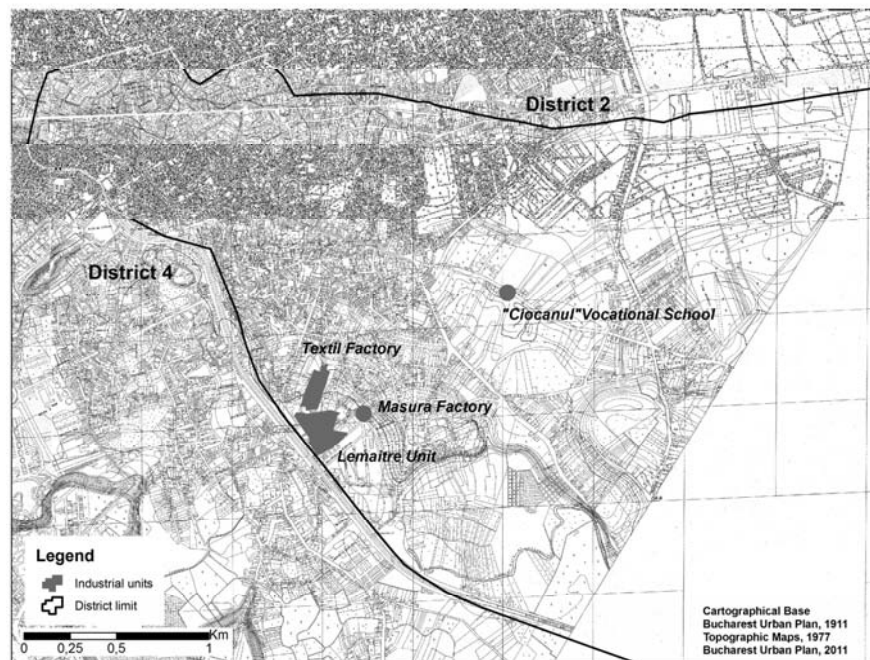 District 2
District 4
"Ciocanul"Vocational School
Textil Factory
Masura Factory
Lemaitre Unit
Legend
Industrial units
District limit
Km
0 0,25 0,5 1
Cartographical Base
Bucharest Urban Plan, 1911
Topographic Maps, 1977
Bucharest Urban Plan, 2011